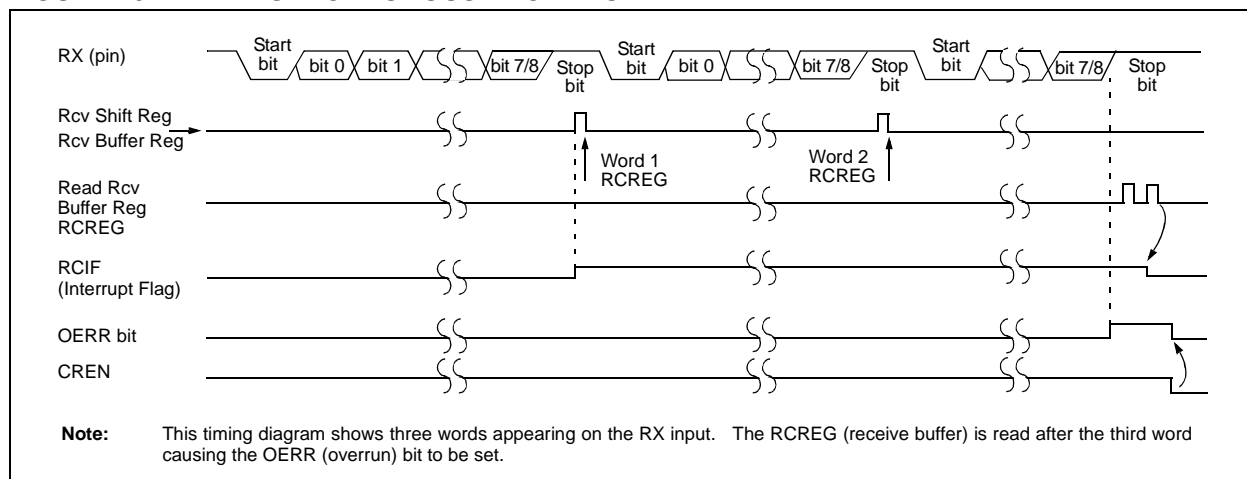 RX (pin)
Start bit
bit 0
bit 1
bit 7/8
Stop bit
Start bit
bit 0
bit 7/8
Stop bit
Start bit
bit 7/8
Stop bit
Rcv Shift Reg
Rcv Buffer Reg
Word 1
RCREG
Word 2
RCREG
Read Rcv
Buffer Reg
RCREG
RCIF
(Interrupt Flag)
OERR bit
CREN
Note: This timing diagram shows three words appearing on the RX input. The RCREG (receive buffer) is read after the third word
causing the OERR (overrun) bit to be set.